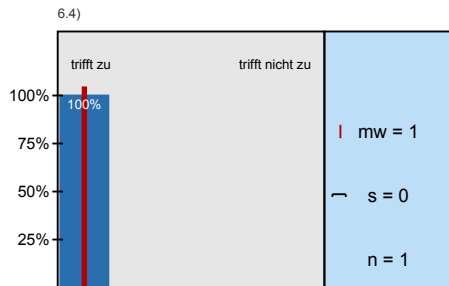 6.4)
trifft zu trifft nicht zu
100%
100%
75%
50%
25%
mw = 1
s = 0
n = 1